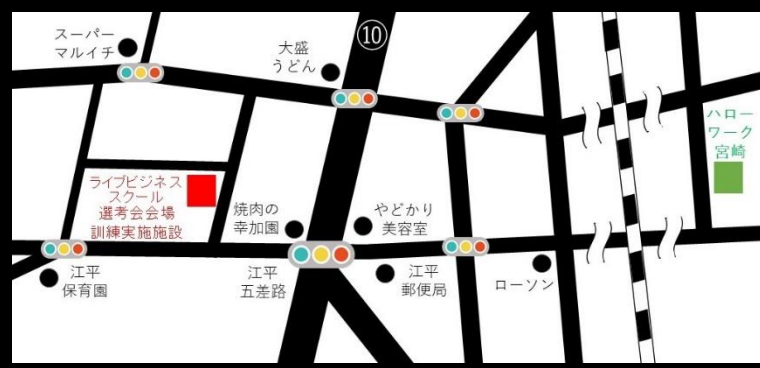 スーパー
マルイチ
大盛
うどん
⑩
ハロー
ワーク
宮崎
ライブビジネス
スクール
選考会会場
訓練実施施設
焼肉の
幸加園
やどかり
美容室
江平
保育園
江平
五差路
江平
郵便局
ローソン